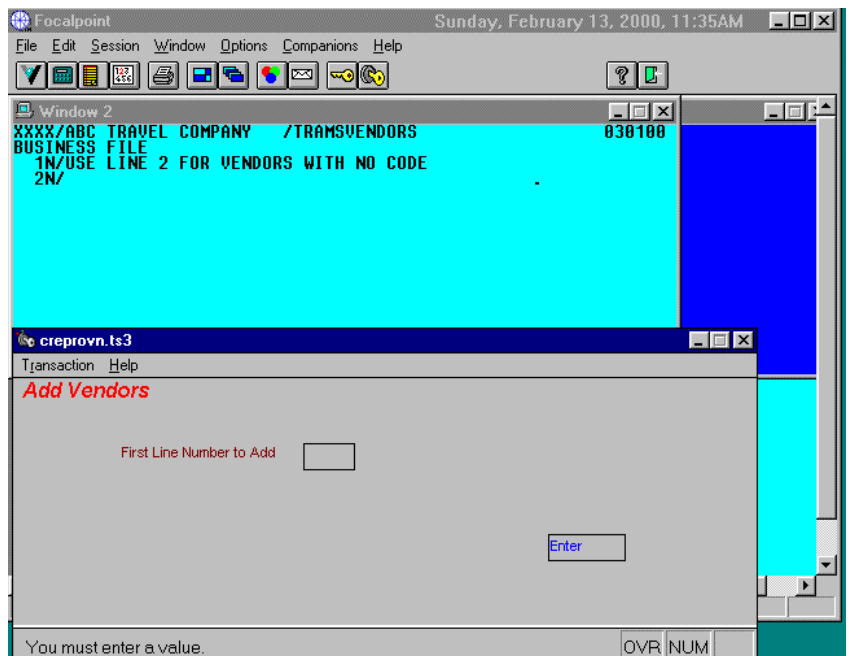 Focalpoint Sunday, February 13, 2000, 11:35AM
File Edit Session Window Options Companions Help
Window 2
XXXX/ABC TRAVEL COMPANY /TRAMSVENDORS 030100
BUSINESS FILE
1N/USE LINE 2 FOR VENDORS WITH NO CODE
2N/ .
creprovn.ts3
Transaction Help
Add Vendors
First Line Number to Add
Enter
You must enter a value. OVR NUM